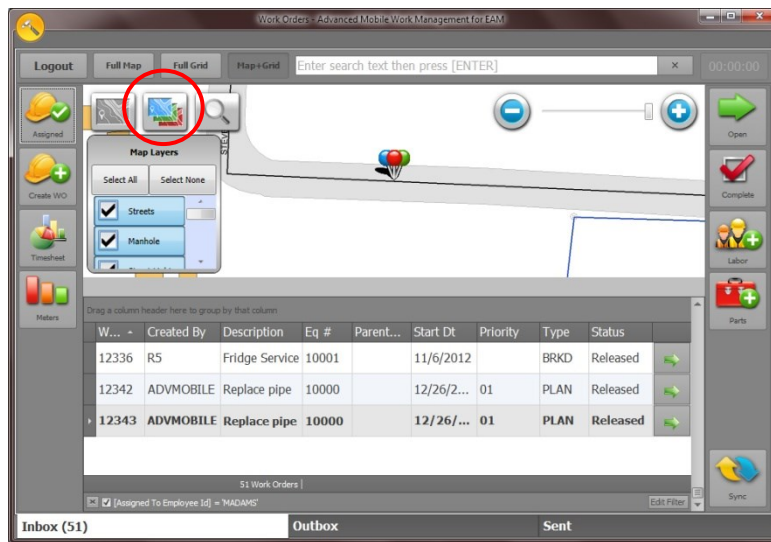 Work Orders - Advanced Mobile Work Management for EAM
Logout
Full Map
Full Grid
Map+Grid
Enter search text then press [ENTER]
×
00:00:00
Assigned
Create WO
Timesheet
Meters
STEVE
Map Layers
Select All
Select None
Streets
Manhole
Open
Complete
Labor
Parts
Sync
Drag a column header here to group by that column
W... Created By Description Eq # Parent... Start Dt Priority Type Status
12336 R5 Fridge Service 10001 11/6/2012 BRKD Released
12342 ADVMOBILE Replace pipe 10000 12/26/2... 01 PLAN Released
12343 ADVMOBILE Replace pipe 10000 12/26/... 01 PLAN Released
51 Work Orders
[Assigned To Employee Id] = 'MADAMS'
Edit Filter
Inbox (51)
Outbox
Sent